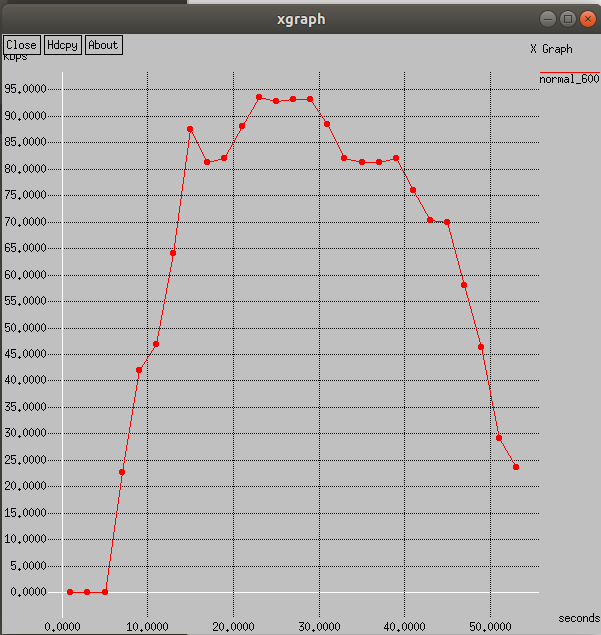 xgraph
Close Hdcpy About
kbps
X Graph
normal_600
95.0000
90.0000
85.0000
80.0000
75.0000
70.0000
65.0000
60.0000
55.0000
50.0000
45.0000
40.0000
35.0000
30.0000
25.0000
20.0000
15.0000
10.0000
5.0000
0.0000
seconds
0.0000 10.0000 20.0000 30.0000 40.0000 50.0000